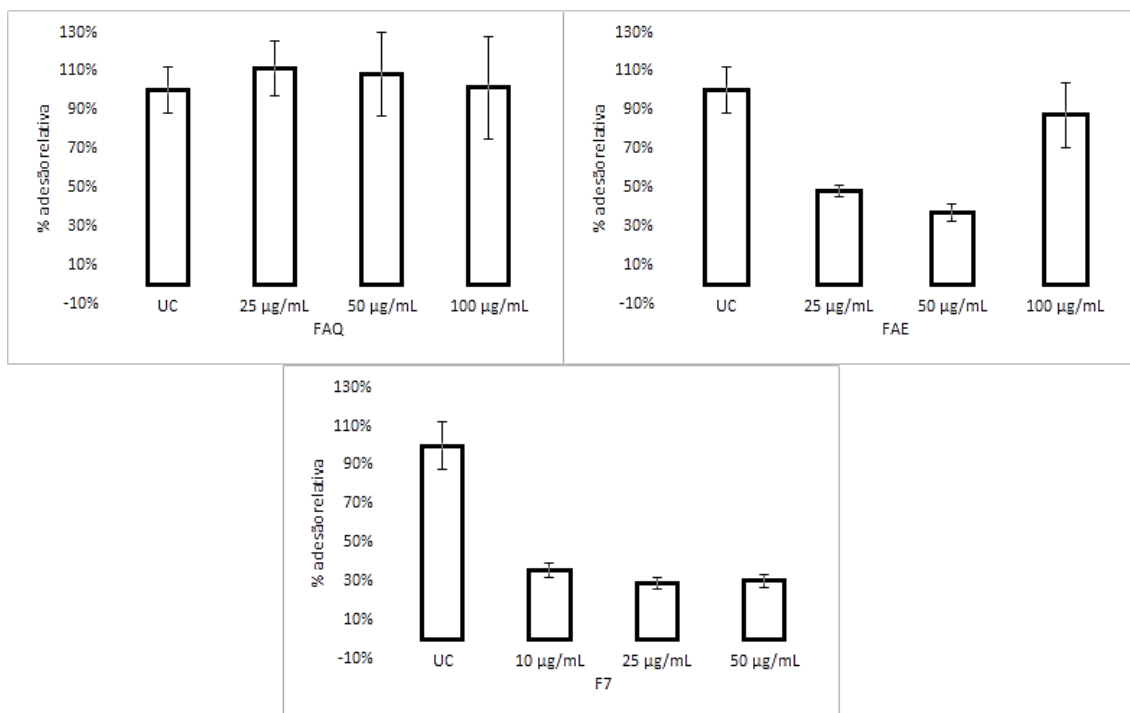 130%
110%
90%
70%
50%
30%
10%
-10%
% adesão relativa
UC 25 µg/mL 50 µg/mL 100 µg/mL
FAQ
130%
110%
90%
70%
50%
30%
10%
-10%
% adesão relativa
UC 25 µg/mL 50 µg/mL 100 µg/mL
FAE
130%
110%
90%
70%
50%
30%
10%
-10%
% adesão relativa
UC 10 µg/mL 25 µg/mL 50 µg/mL
F7